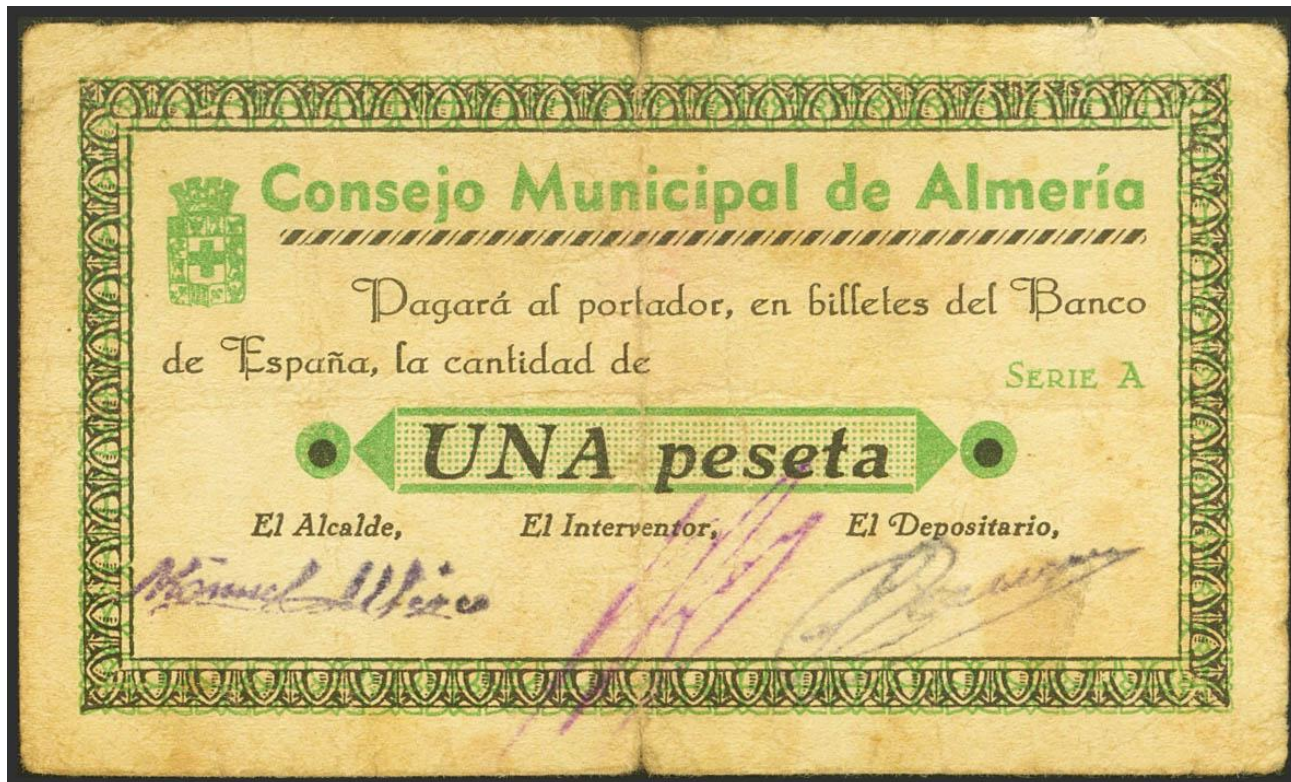 Consejo Municipal de Almería
Pagará al portador, en billetes del Banco
de España, la cantidad de
SERIE A
UNA peseta
El Alcalde, El Interventor, El Depositario,
Manuel